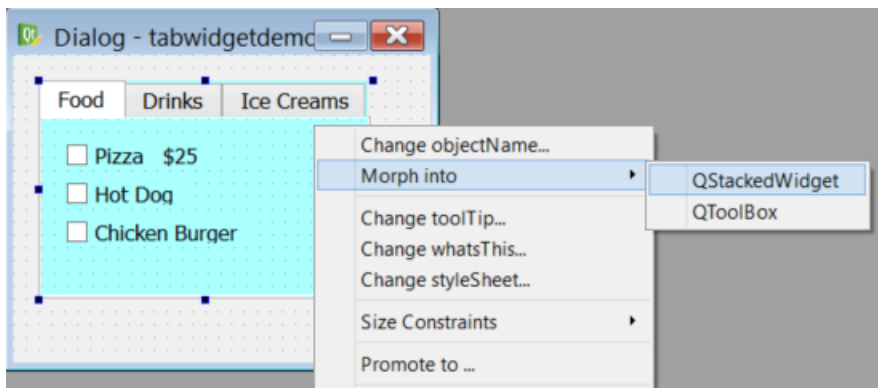 Dialog - tabwidgetdemo
Food Drinks Ice Creams
Pizza $25
Hot Dog
Chicken Burger
Change objectName...
Morph into
Change toolTip...
Change whatsThis...
Change styleSheet...
Size Constraints
Promote to ...
QStackedWidget
QToolBox